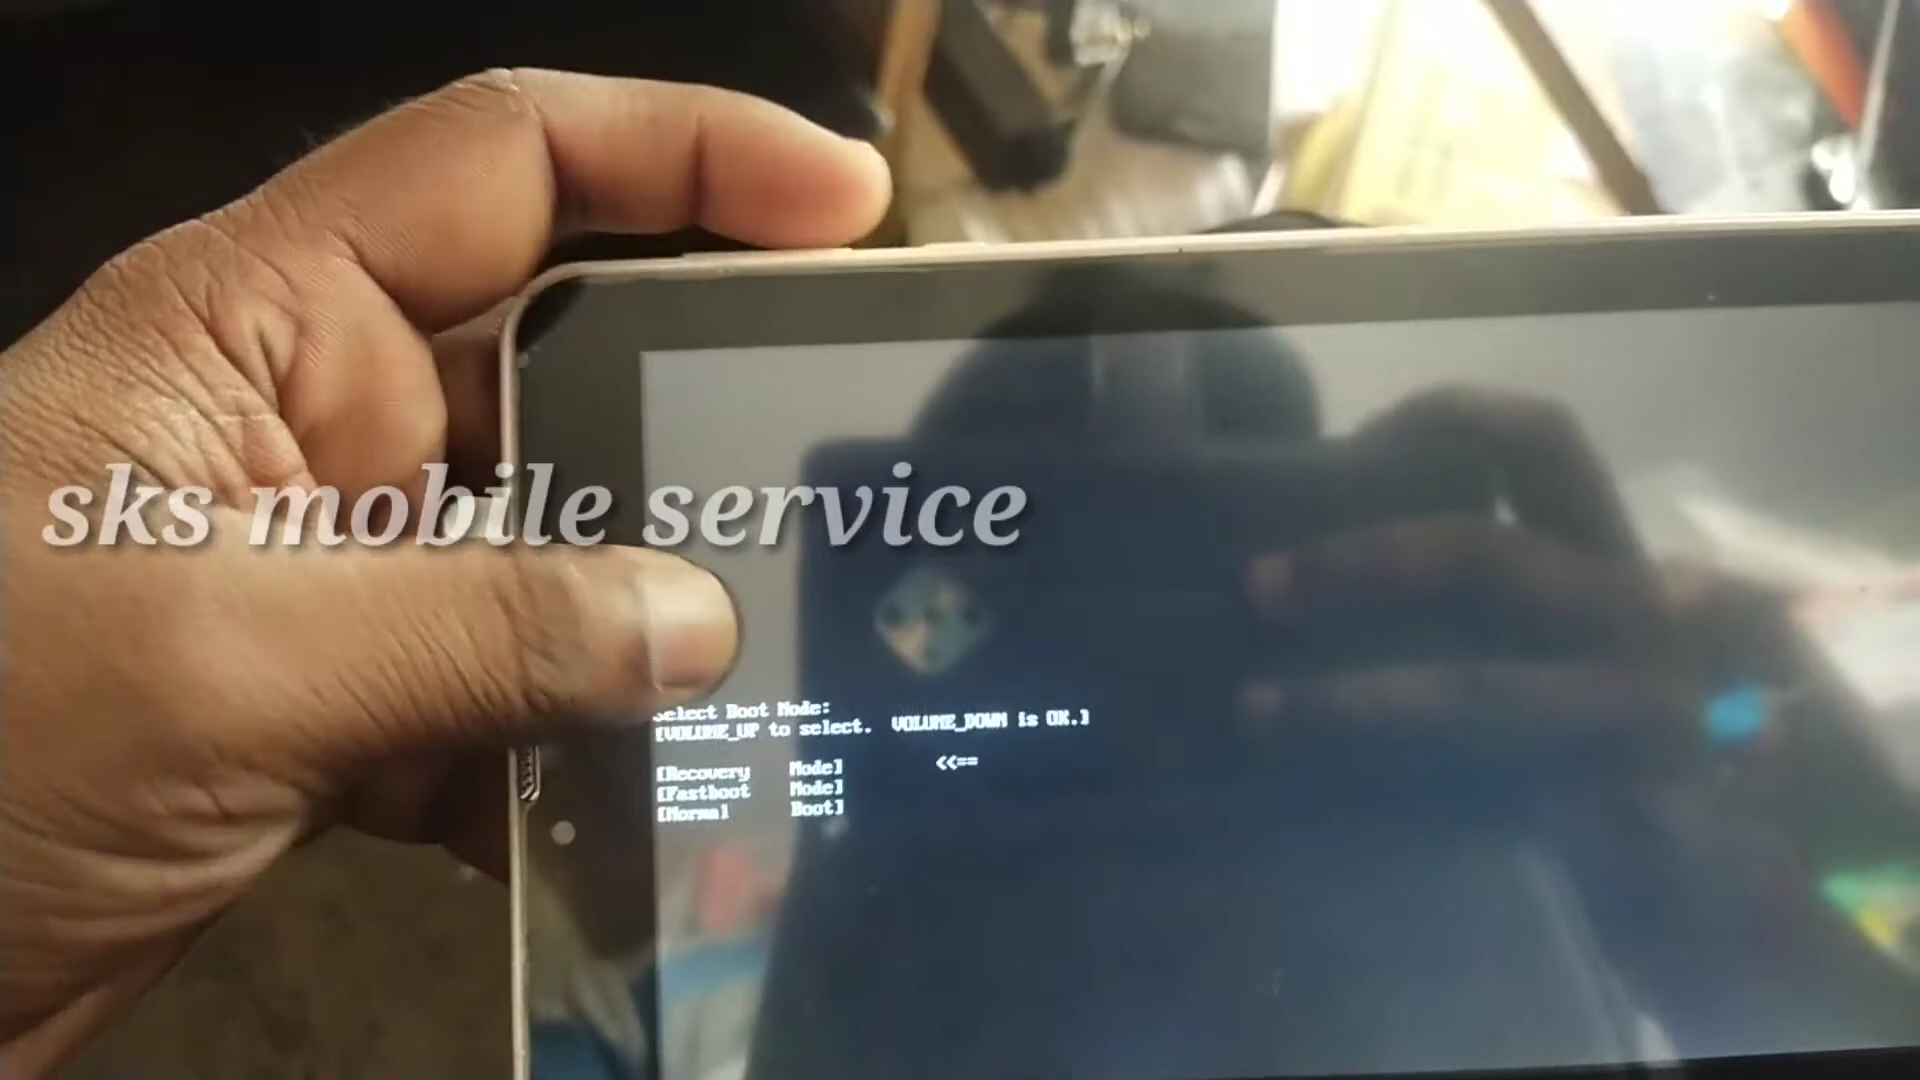 sks mobile service
Select Boot Mode:
[VOLUME_UP to select. VOLUME_DOWN is OK.]
[Recovery Mode] <<==
[Fastboot Mode]
[Normal Boot]